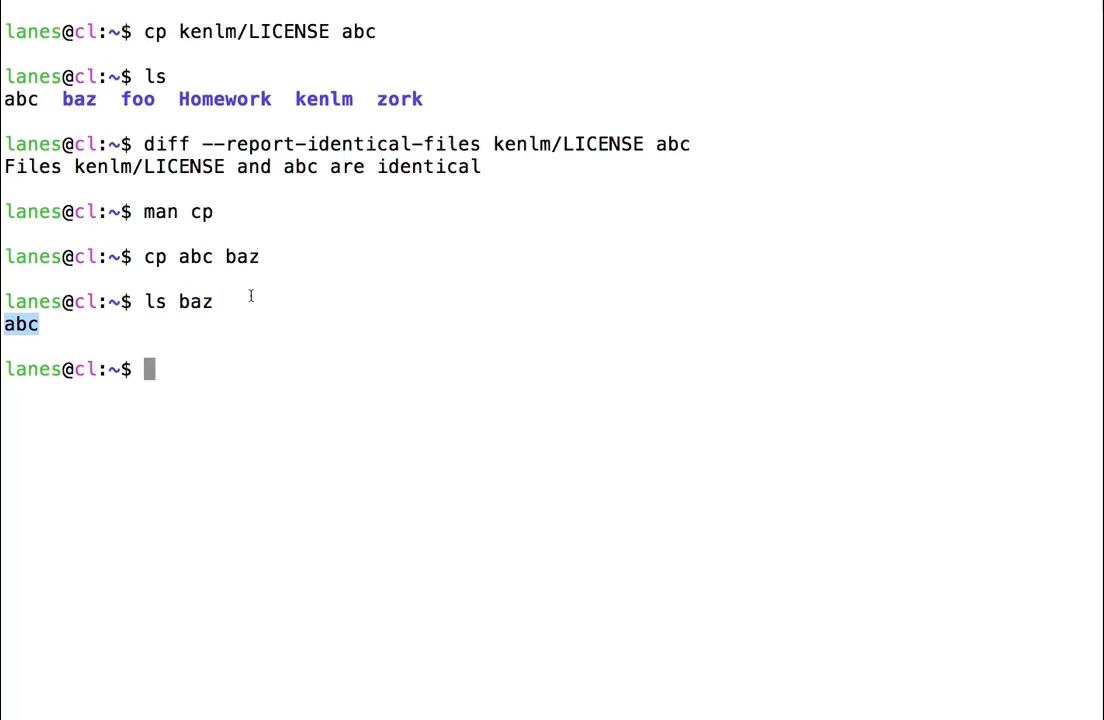 lanes@cl:~$ cp kenlm/LICENSE abc
lanes@cl:~$ ls
abc  baz  foo  Homework  kenlm  zork
lanes@cl:~$ diff --report-identical-files kenlm/LICENSE abc
Files kenlm/LICENSE and abc are identical
lanes@cl:~$ man cp
lanes@cl:~$ cp abc baz
lanes@cl:~$ ls baz
abc
lanes@cl:~$